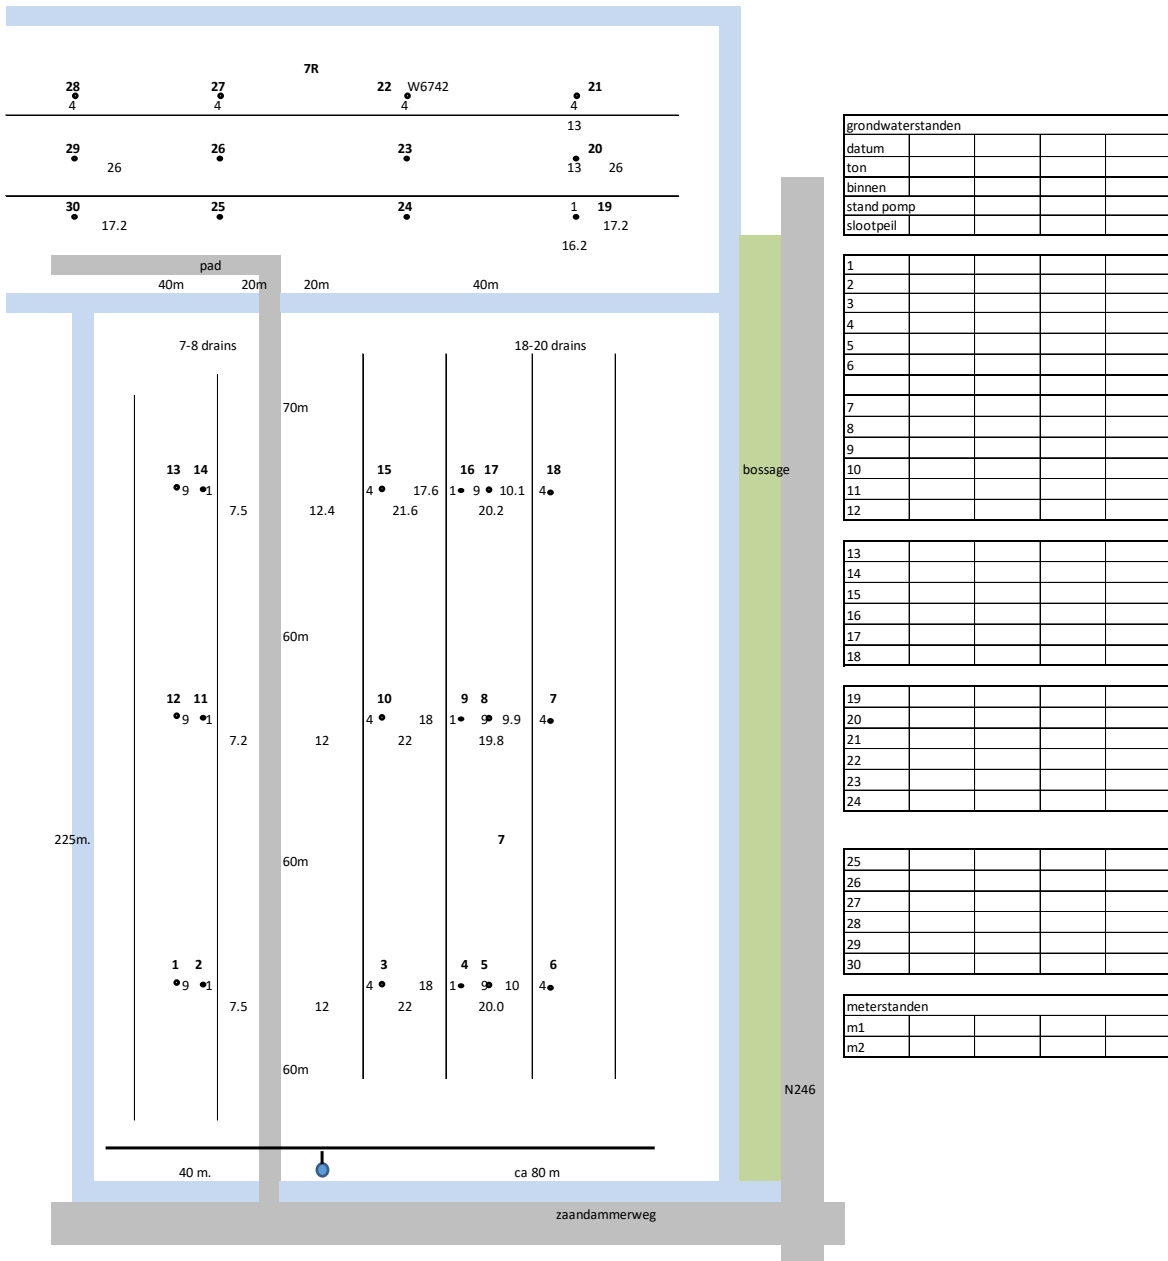 7R
28 27 22 W6742 21
4 4 4 4
13
29 26 23 20
26 13 26
30 25 24 1 19
17.2 17.2
16.2
pad
40m 20m 20m 40m
7-8 drains 18-20 drains
70m
13 14 15 16 17 18
9 1 4 17.6 1 9 10.1 4
7.5 12.4 21.6 20.2
60m
12 11 10 9 8 7
9 1 4 18 1 9 9.9 4
7.2 12 22 19.8
225m. 7
60m
1 2 3 4 5 6
9 1 4 18 1 9 10 4
7.5 12 22 20.0
60m
40 m. ca 80 m
zaandammerweg
bossage
N246
grondwaterstanden
datum
ton
binnen
stand pomp
slootpeil
1
2
3
4
5
6
7
8
9
10
11
12
13
14
15
16
17
18
19
20
21
22
23
24
25
26
27
28
29
30
meterstanden
m1
m2